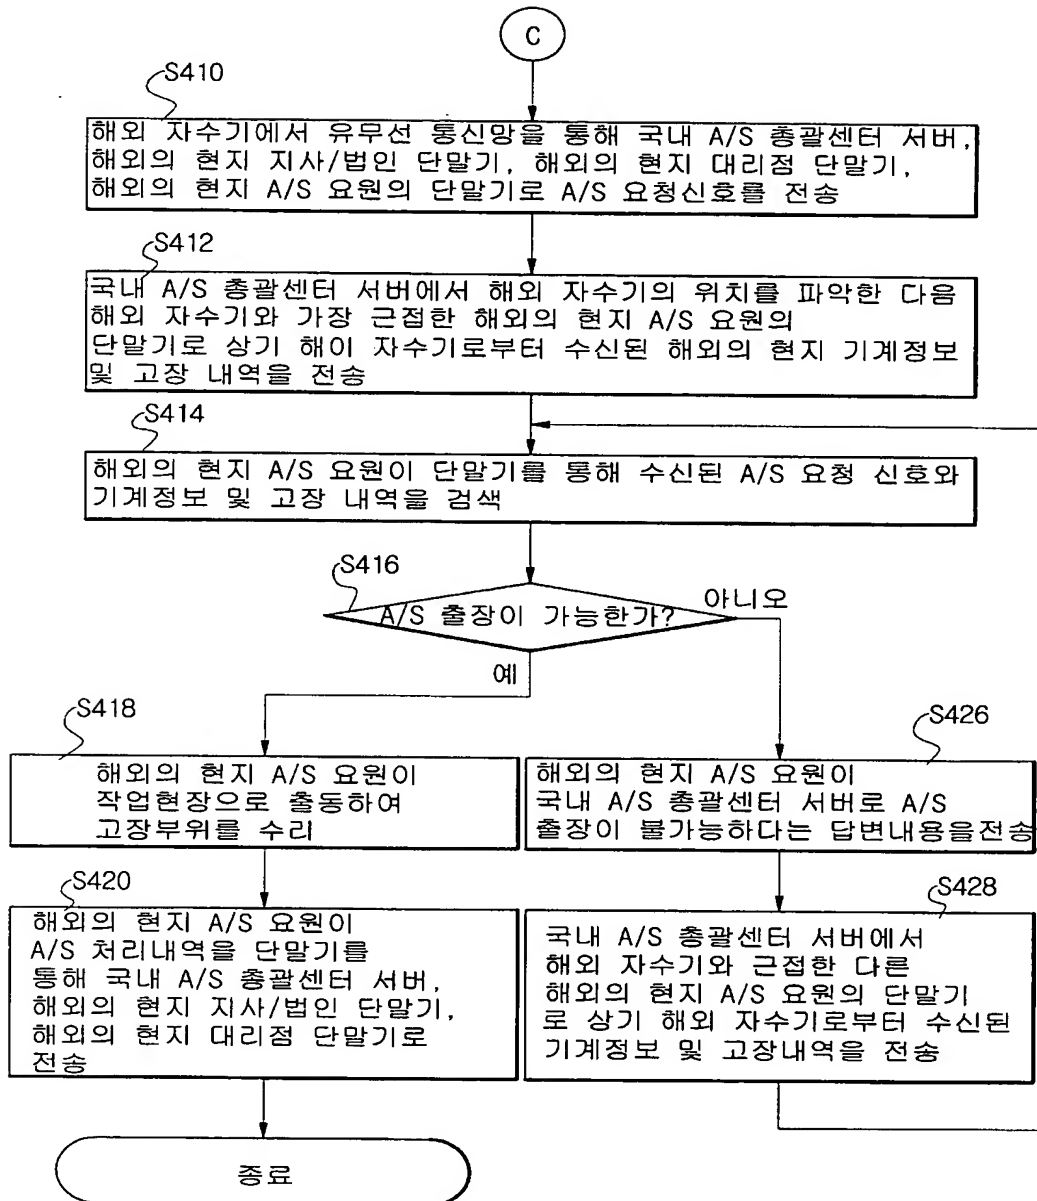 C
S410
해외 자수기에서 유무선 통신망을 통해 국내 A/S 총괄센터 서버,
해외의 현지 지사/법인 단말기, 해외의 현지 대리점 단말기,
해외의 현지 A/S 요원의 단말기로 A/S 요청신호를 전송
S412
국내 A/S 총괄센터 서버에서 해외 자수기의 위치를 파악한 다음
해외 자수기와 가장 근접한 해외의 현지 A/S 요원의
단말기로 상기 해이 자수기로부터 수신된 해외의 현지 기계정보
및 고장 내역을 전송
S414
해외의 현지 A/S 요원이 단말기를 통해 수신된 A/S 요청 신호와
기계정보 및 고장 내역을 검색
S416
A/S 출장이 가능한가?
아니오
예
S418
해외의 현지 A/S 요원이
작업현장으로 출동하여
고장부위를 수리
S426
해외의 현지 A/S 요원이
국내 A/S 총괄센터 서버로 A/S
출장이 불가능하다는 답변내용을전송
S420
해외의 현지 A/S 요원이
A/S 처리내역을 단말기를
통해 국내 A/S 총괄센터 서버,
해외의 현지 지사/법인 단말기,
해외의 현지 대리점 단말기로
전송
S428
국내 A/S 총괄센터 서버에서
해외 자수기와 근접한 다른
해외의 현지 A/S 요원의 단말기
로 상기 해외 자수기로부터 수신된
기계정보 및 고장내역을 전송
종료